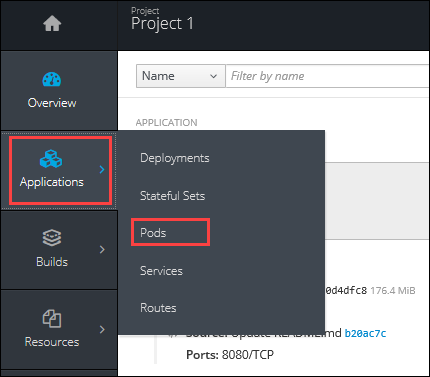 Project
Project 1
Name
Filter by name
Overview
APPLICATION
Applications
Deployments
Stateful Sets
Pods
Services
Routes
Builds
Resources
0d4dfc8 176.4 MiB
Source: Update README.md b20ac7c
Ports: 8080/TCP